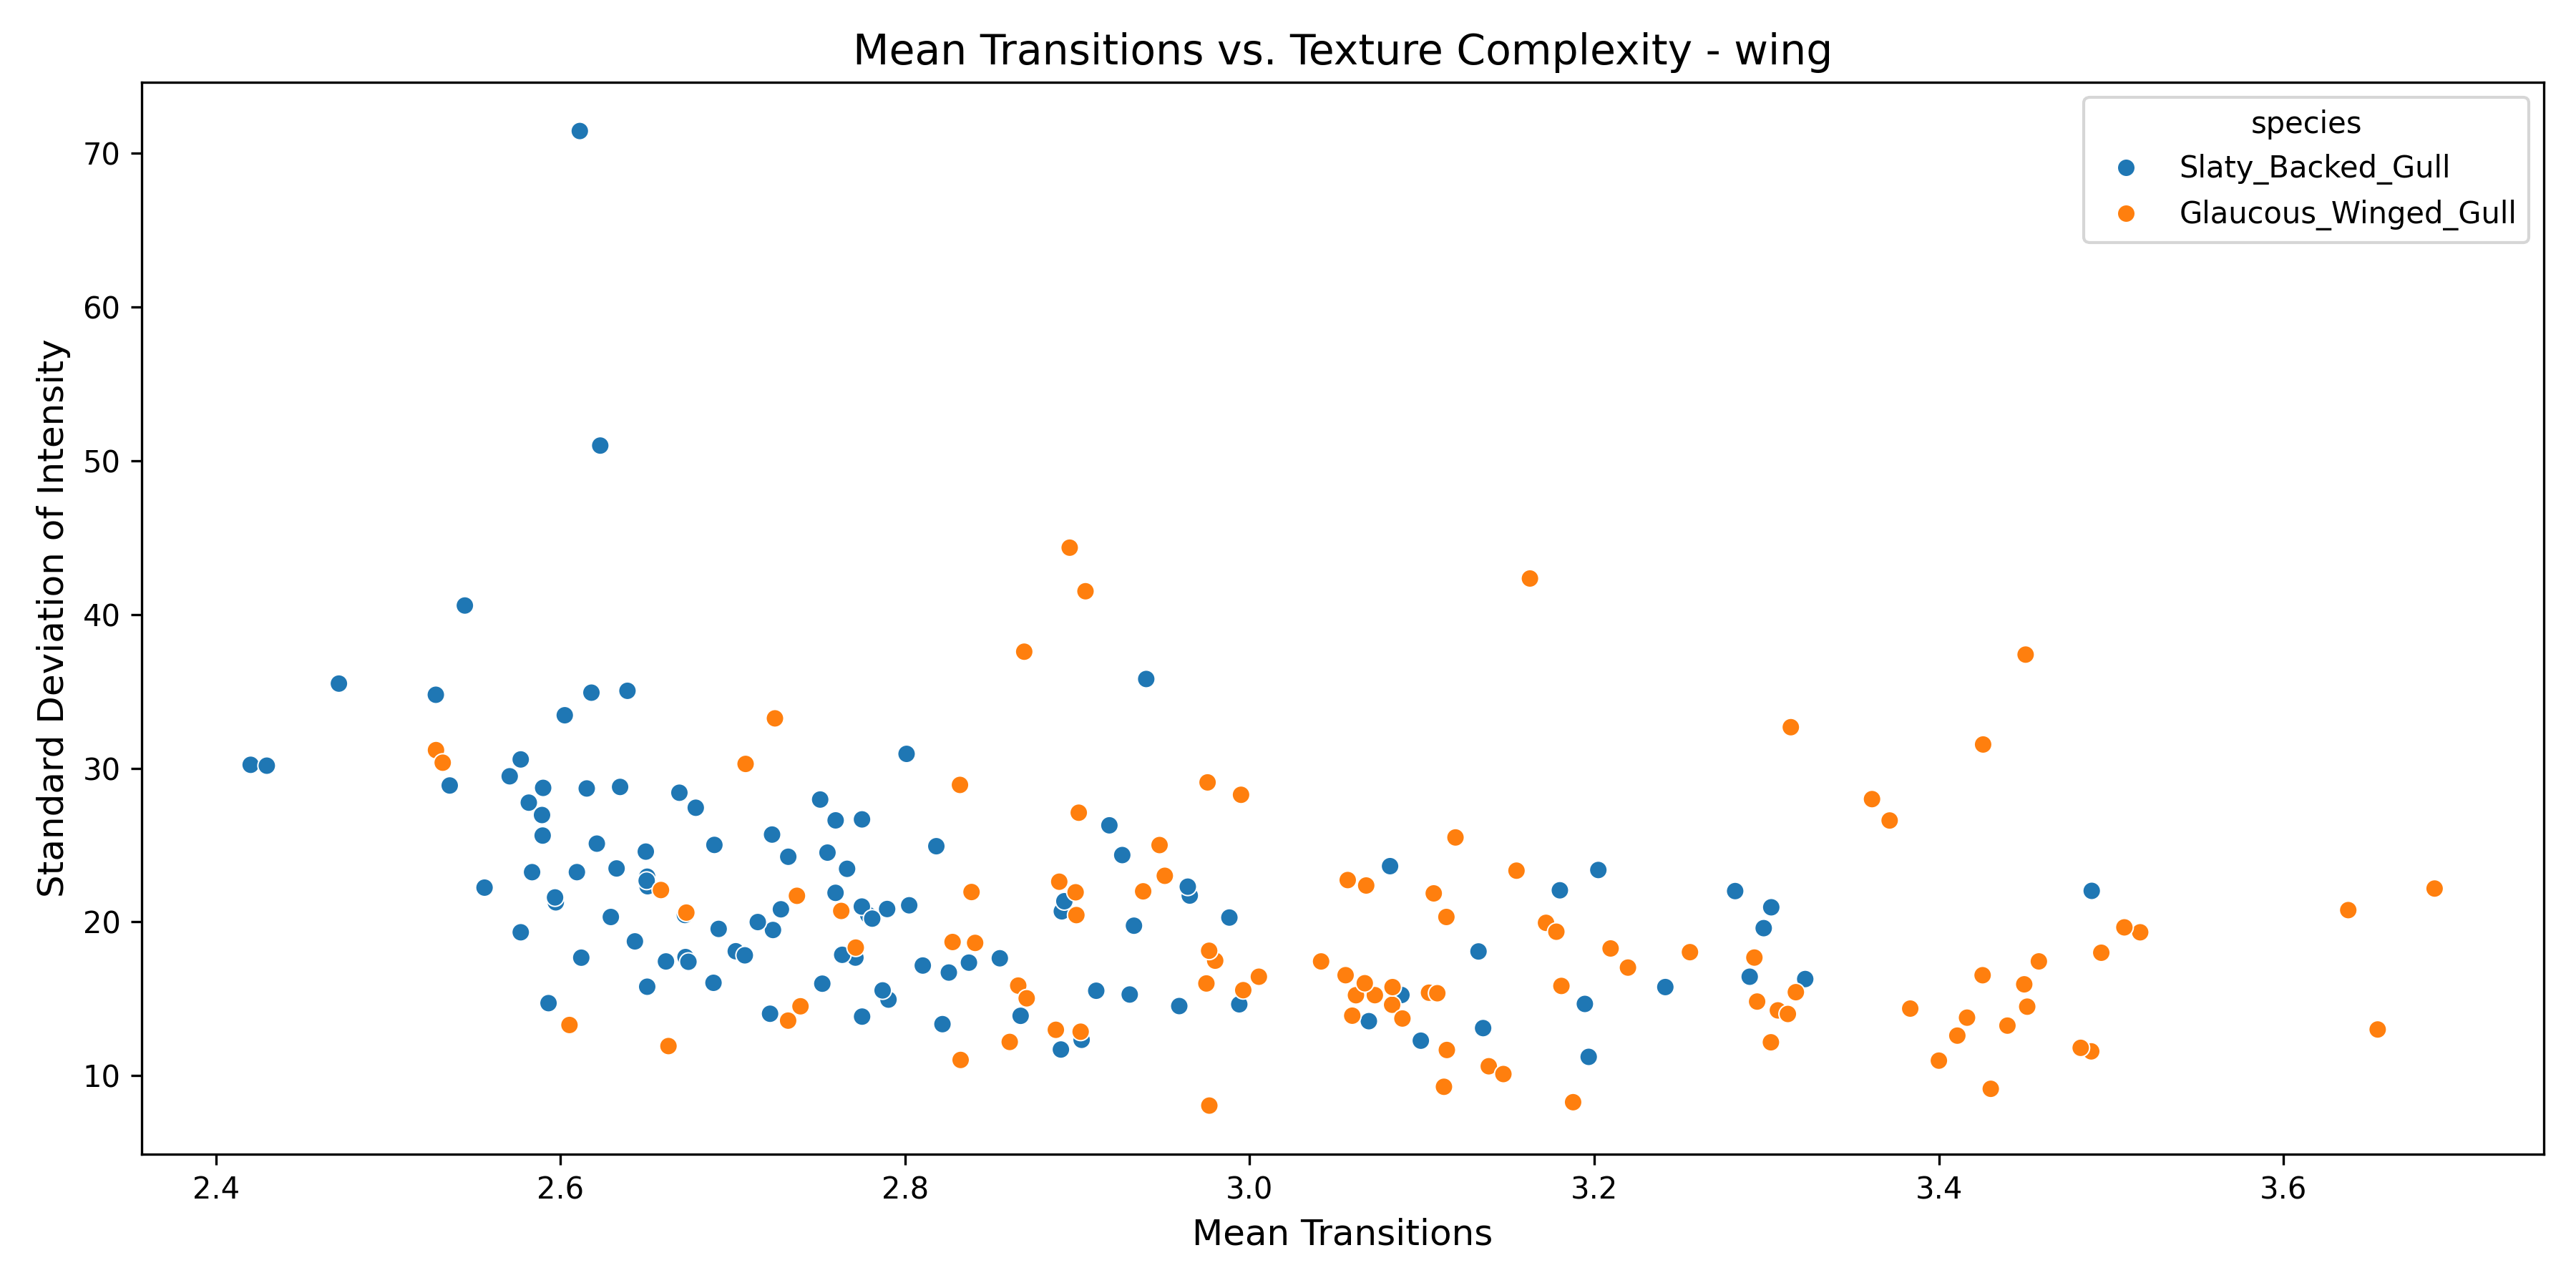 Mean Transitions vs. Texture Complexity - wing
species
Slaty_Backed_Gull
Glaucous_Winged_Gull
Standard Deviation of Intensity
70
60
50
40
30
20
10
2.4 2.6 2.8 3.0 3.2 3.4 3.6
Mean Transitions